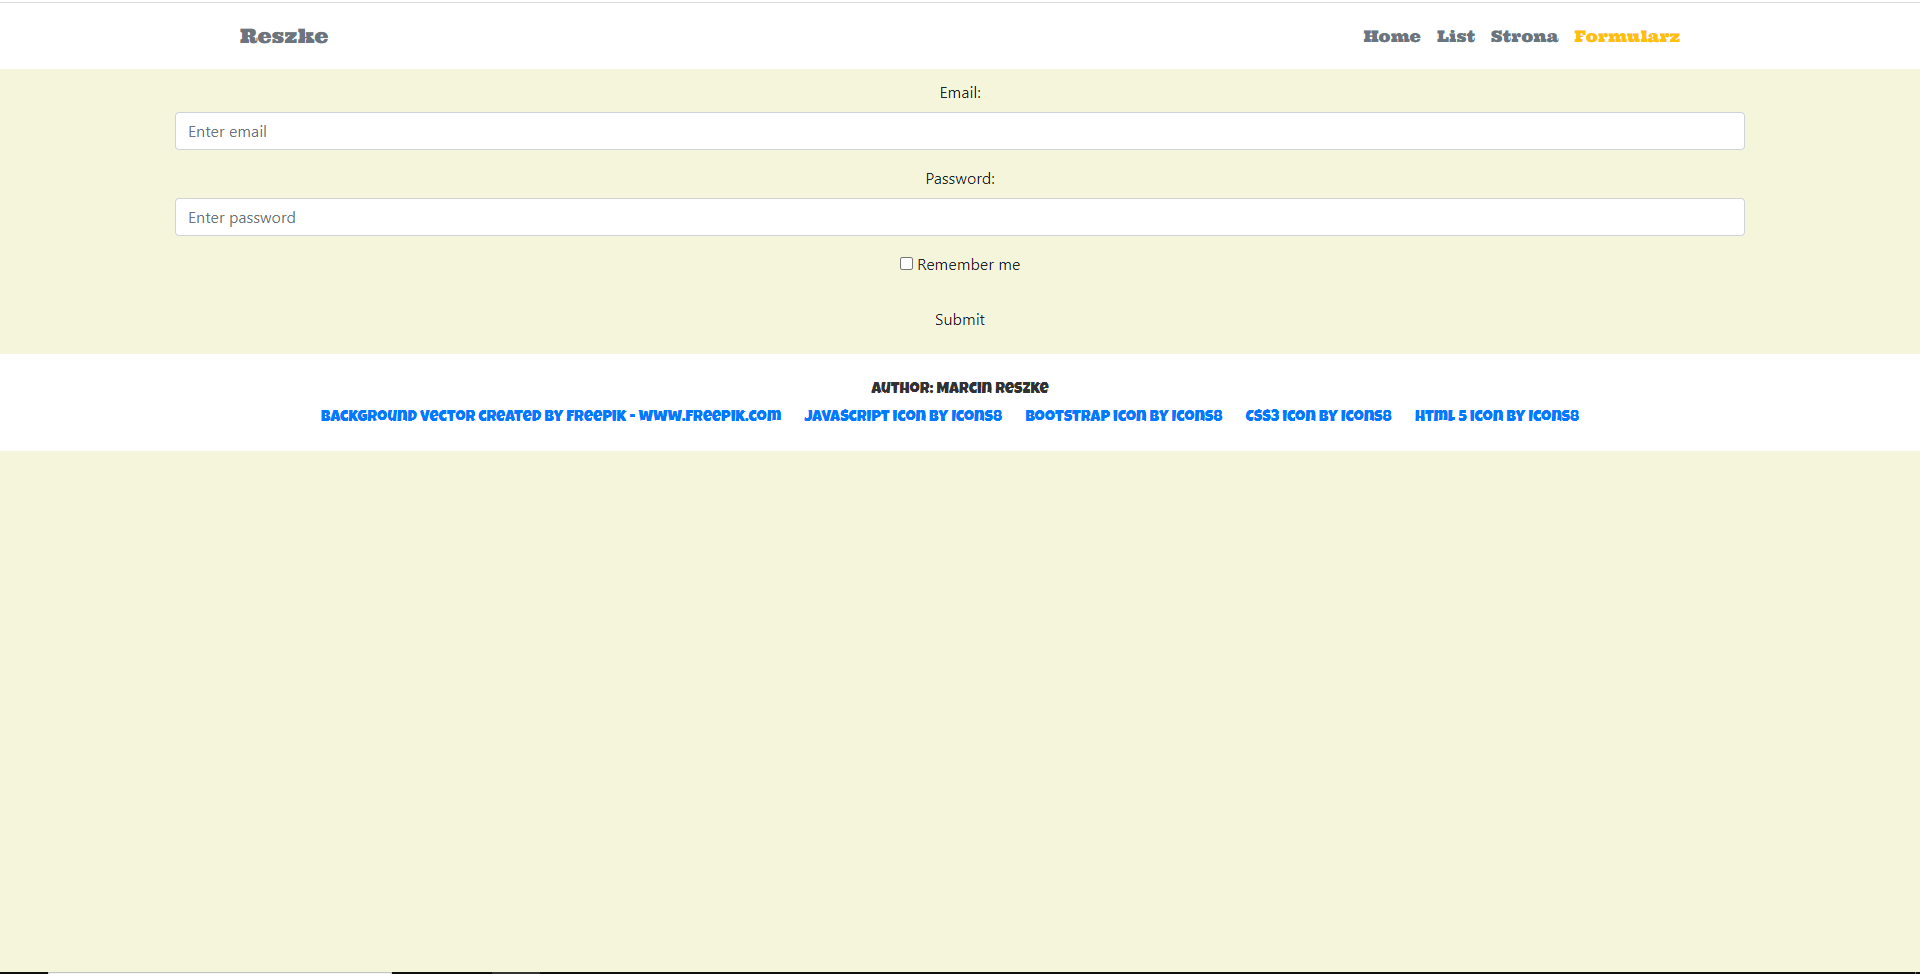 Reszke Home List Strona Formularz
Email:
Enter email
Password:
Enter password
Remember me
Submit
Author: Marcin Reszke
Background vector created by freepik - www.freepik.com JavaScript icon by Icons8 Bootstrap icon by Icons8 CSS3 icon by Icons8 Html 5 icon by Icons8